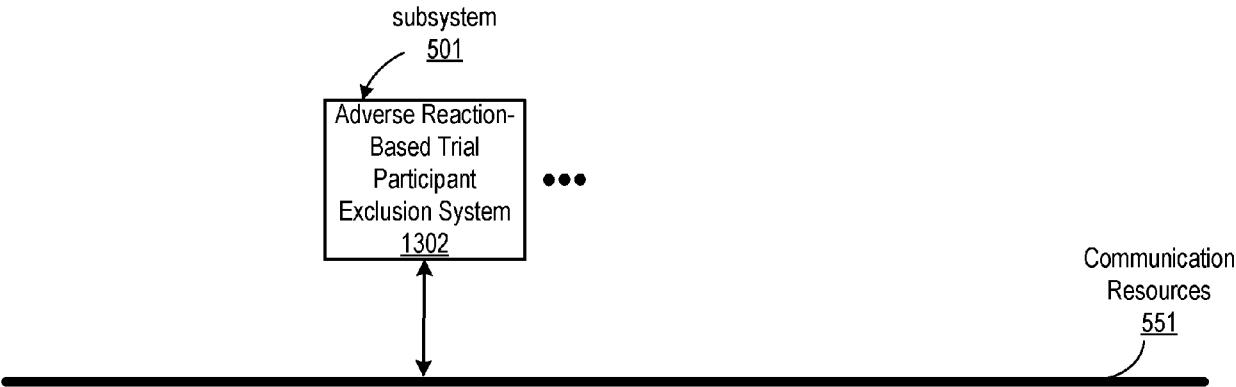 subsystem
501
Adverse Reaction-
Based Trial
Participant
Exclusion System
1302
Communication
Resources
551